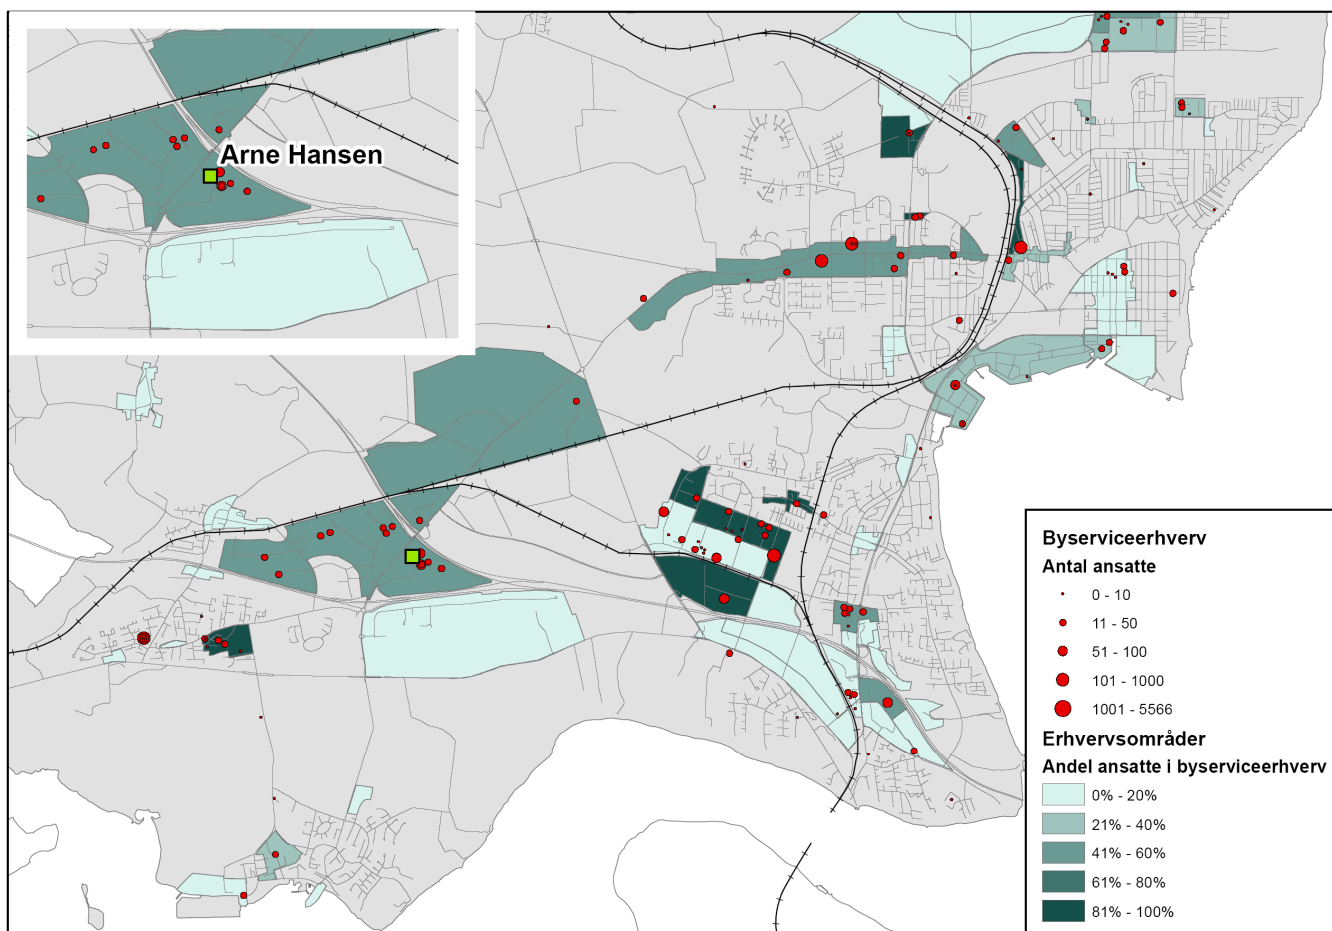 Arne Hansen
Byserviceerhverv
Antal ansatte
0 - 10
11 - 50
51 - 100
101 - 1000
1001 - 5566
Erhvervsområder
Andel ansatte i byserviceerhverv
0% - 20%
21% - 40%
41% - 60%
61% - 80%
81% - 100%